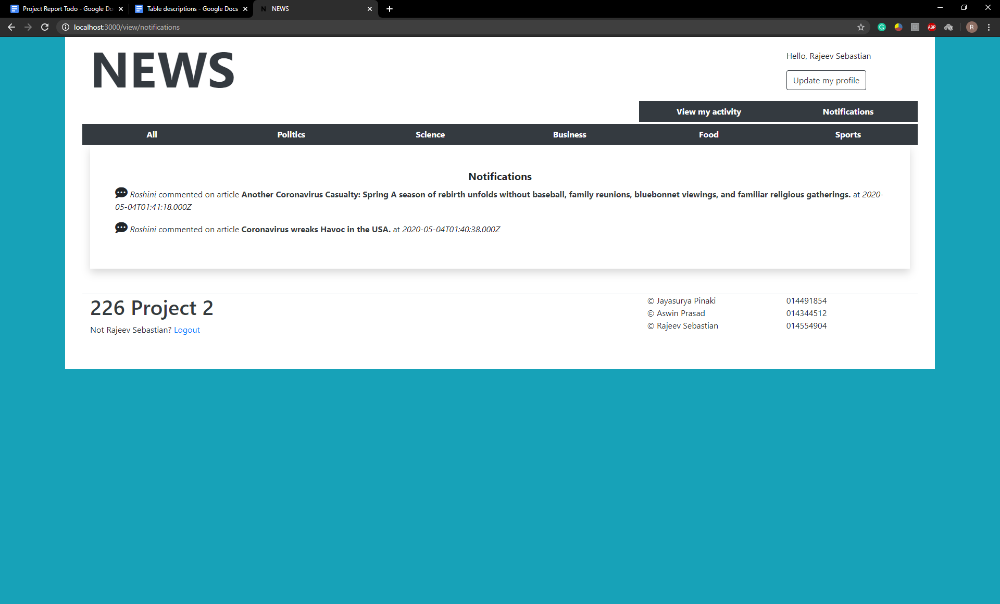 Project Report Todo - Google Do
Table descriptions - Google Docs
N NEWS
localhost:3000/view/notifications
ABP
R
NEWS
Hello, Rajeev Sebastian
Update my profile
View my activity Notifications
All Politics Science Business Food Sports
Notifications
Roshini commented on article Another Coronavirus Casualty: Spring A season of rebirth unfolds without baseball, family reunions, bluebonnet viewings, and familiar religious gatherings. at 2020-
05-04T01:41:18.000Z
Roshini commented on article Coronavirus wreaks Havoc in the USA. at 2020-05-04T01:40:38.000Z
226 Project 2
Not Rajeev Sebastian? Logout
© Jayasurya Pinaki 014491854
© Aswin Prasad 014344512
© Rajeev Sebastian 014554904